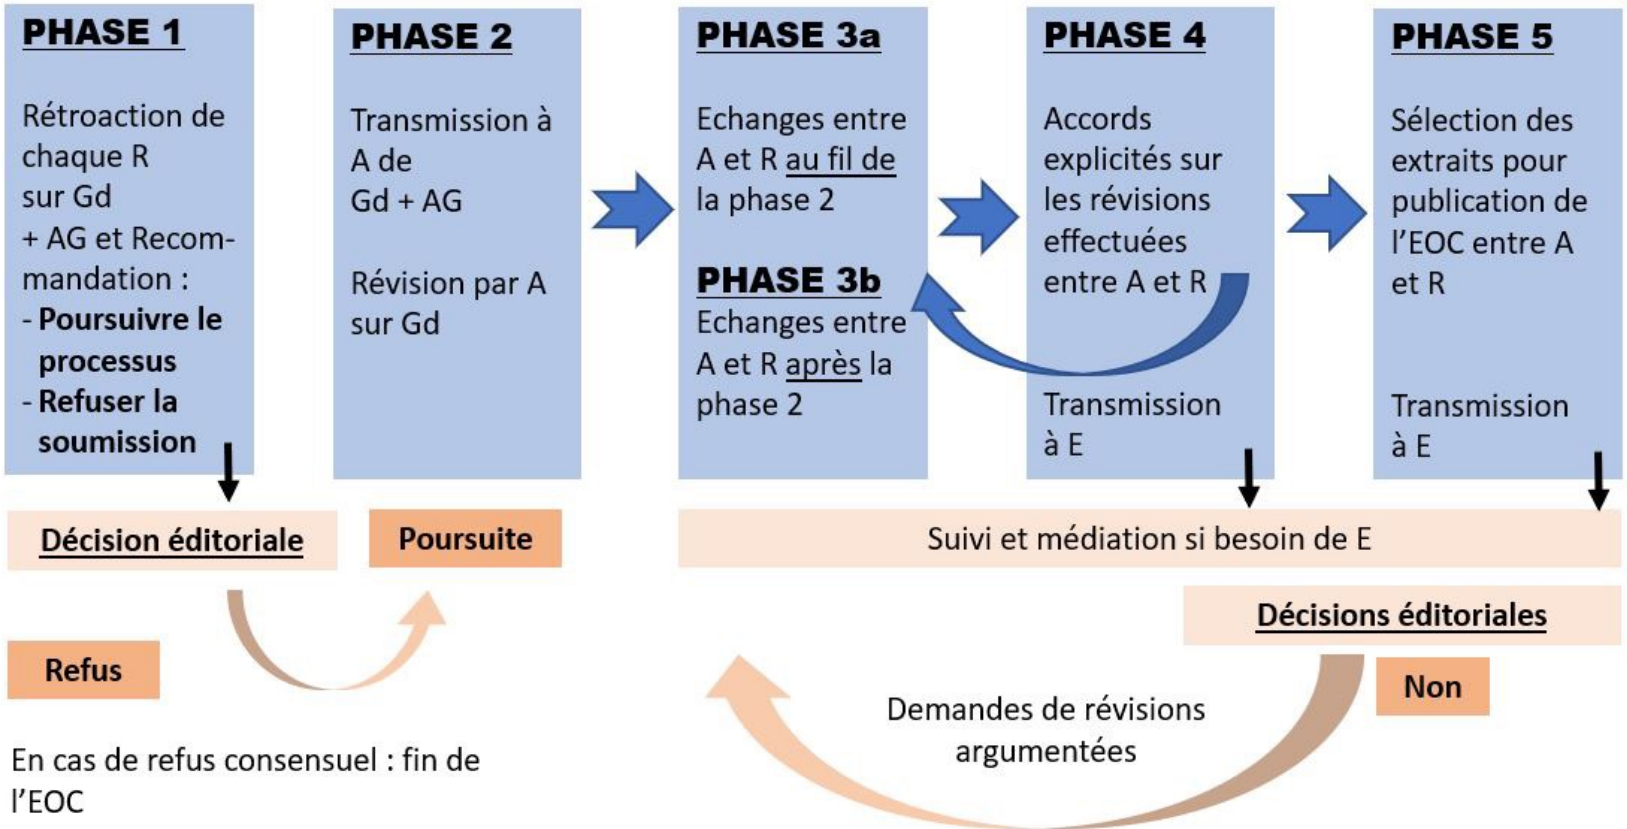 PHASE 1
Rétroaction de
chaque R
sur Gd
+ AG et Recom-
mandation :
- Poursuivre le
processus
- Refuser la
soumission
PHASE 2
Transmission à
A de
Gd + AG
Révision par A
sur Gd
PHASE 3a
Echanges entre
A et R au fil de
la phase 2
PHASE 3b
Echanges entre
A et R après la
phase 2
PHASE 4
Accords
explicités sur
les révisions
effectuées
entre A et R
Transmission
à E
PHASE 5
Sélection des
extraits pour
publication de
l’EOC entre A
et R
Transmission
à E
Décision éditoriale
Poursuite
Suivi et médiation si besoin de E
Décisions éditoriales
Refus
Non
Demandes de révisions
argumentées
En cas de refus consensuel : fin de
l’EOC